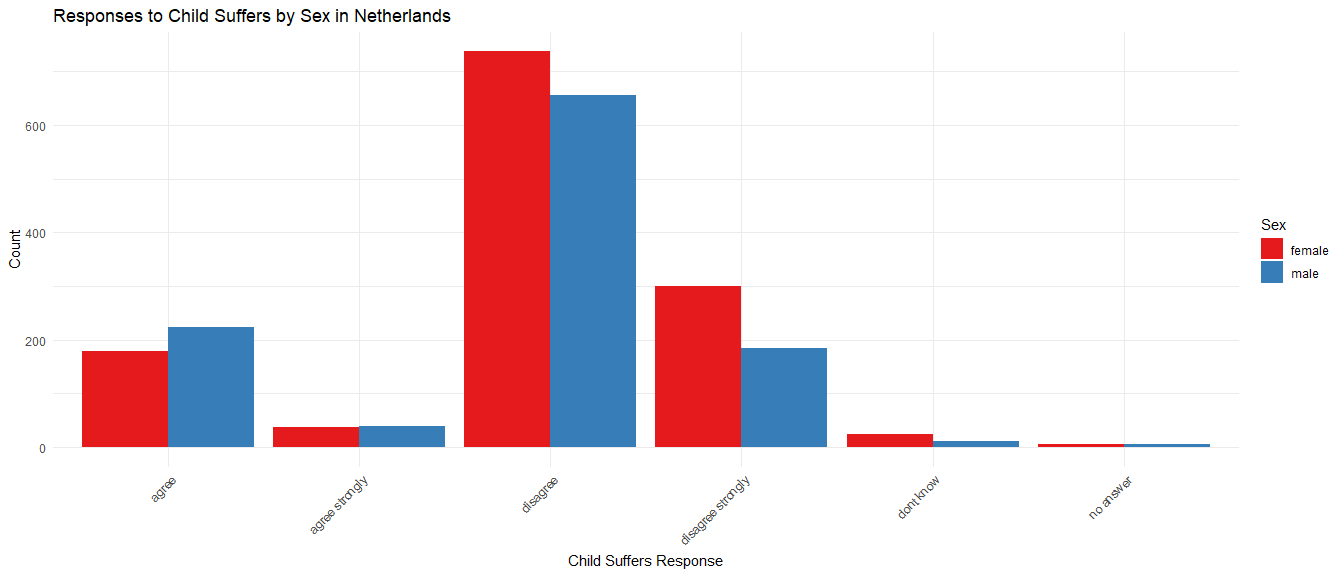 Responses to Child Suffers by Sex in Netherlands
Count
600
400
200
0
agree
agree strongly
disagree
disagree strongly
dont know
no answer
Child Suffers Response
Sex
female
male